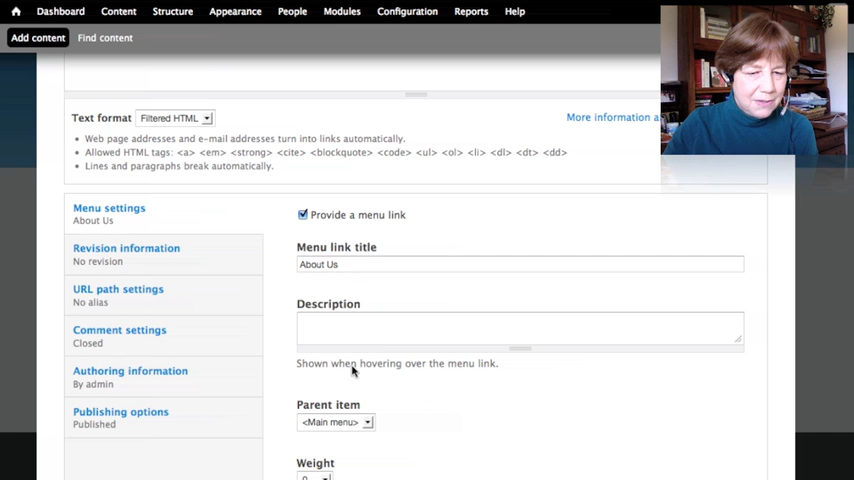 Dashboard Content Structure Appearance People Modules Configuration Reports Help
Add content Find content
Text format Filtered HTML More information
• Web page addresses and e-mail addresses turn into links automatically.
• Allowed HTML tags: <a> <em> <strong> <cite> <blockquote> <code> <ul> <ol> <li> <dl> <dt> <dd>
• Lines and paragraphs break automatically.
Menu settings
About Us
Revision information
No revision
URL path settings
No alias
Comment settings
Closed
Authoring information
By admin
Publishing options
Published
Provide a menu link
Menu link title
About Us
Description
Shown when hovering over the menu link.
Parent item
<Main menu>
Weight